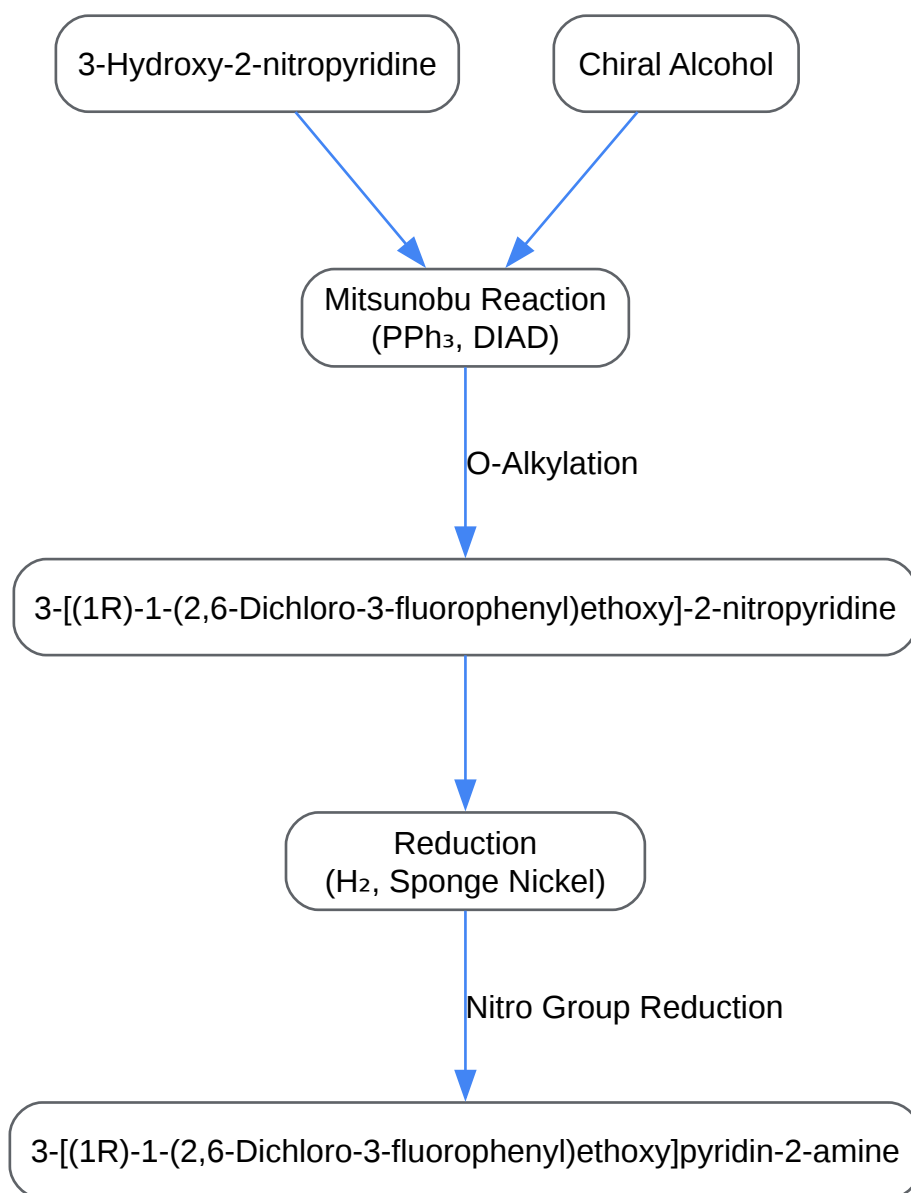 3-Hydroxy-2-nitropyridine
Chiral Alcohol
Mitsunobu Reaction
(PPh₃, DIAD)
O-Alkylation
3-[(1R)-1-(2,6-Dichloro-3-fluorophenyl)ethoxy]-2-nitropyridine
Reduction
(H₂, Sponge Nickel)
Nitro Group Reduction
3-[(1R)-1-(2,6-Dichloro-3-fluorophenyl)ethoxy]pyridin-2-amine